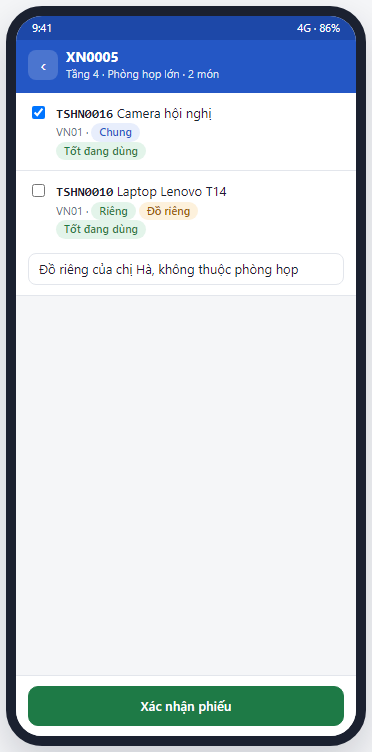 9:41 4G · 86%
‹ XN0005
Tầng 4 · Phòng họp lớn · 2 món
TSHN0016 Camera hội nghị
VN01 · Chung
Tốt đang dùng
TSHN0010 Laptop Lenovo T14
VN01 · Riêng Đồ riêng
Tốt đang dùng
Đồ riêng của chị Hà, không thuộc phòng họp
Xác nhận phiếu